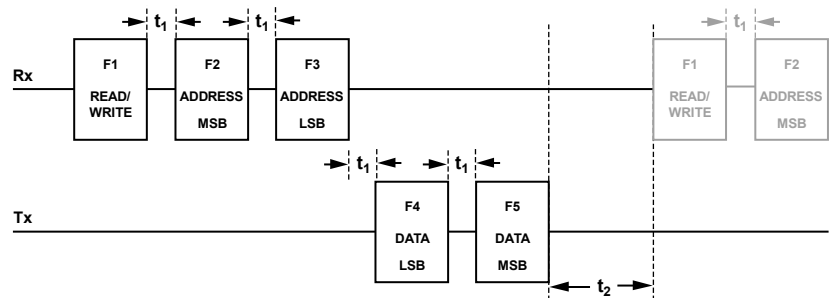 t1 t1 t1
F1 F2 F3 F1 F2
Rx
READ/ ADDRESS ADDRESS READ/ ADDRESS
WRITE MSB LSB WRITE MSB
t1 t1
F4 F5
Tx
DATA DATA
LSB MSB
t2